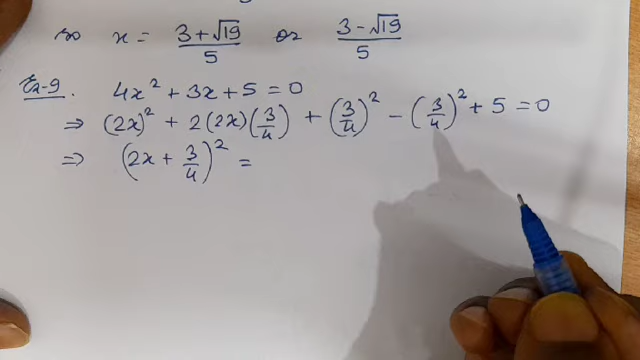 so x = (3 + √19)/5 or (3 − √19)/5
Ex-9. 4x² + 3x + 5 = 0
⇒ (2x)² + 2(2x)(3/4) + (3/4)² − (3/4)² + 5 = 0
⇒ (2x + 3/4)² =